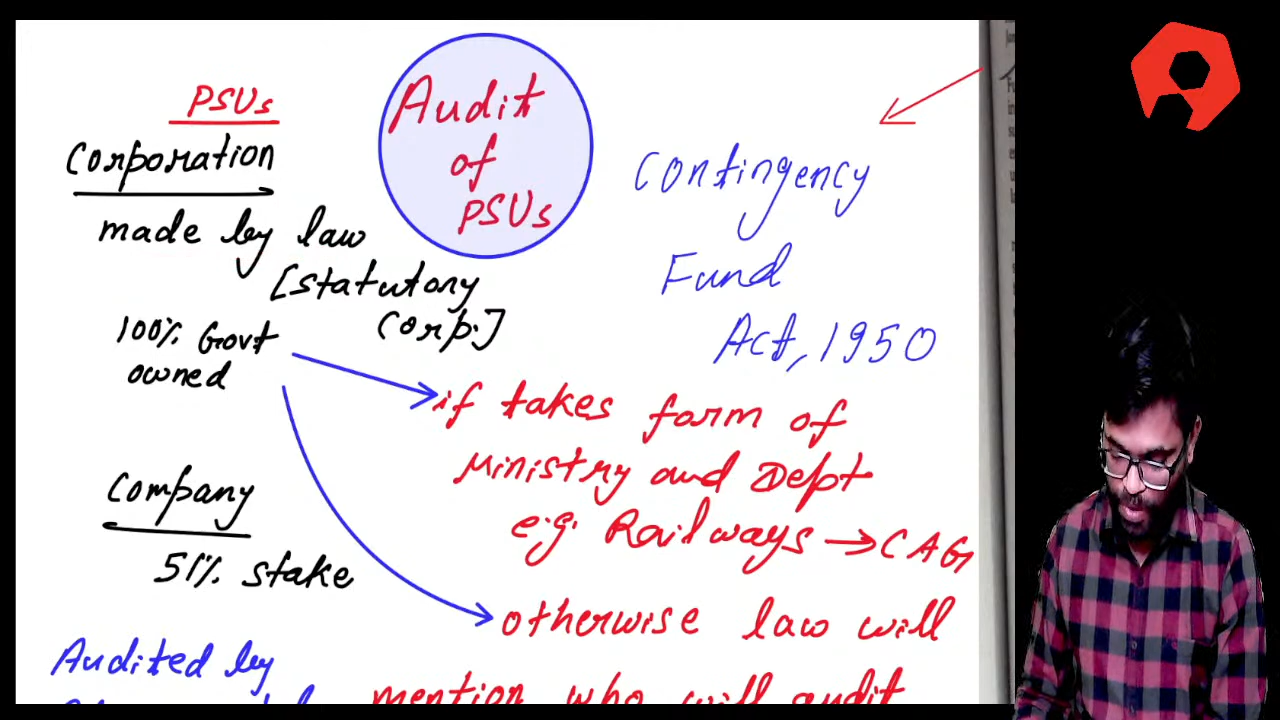 PSUs
Corporation
made by law
[statutory
Corp.]
100% Govt
owned
Company
51% stake
Audited by
Audit
of
PSUs
Contingency
Fund
Act, 1950
if takes form of
Ministry and Dept
e.g. Railways → CAG
otherwise law will
mention who will audit